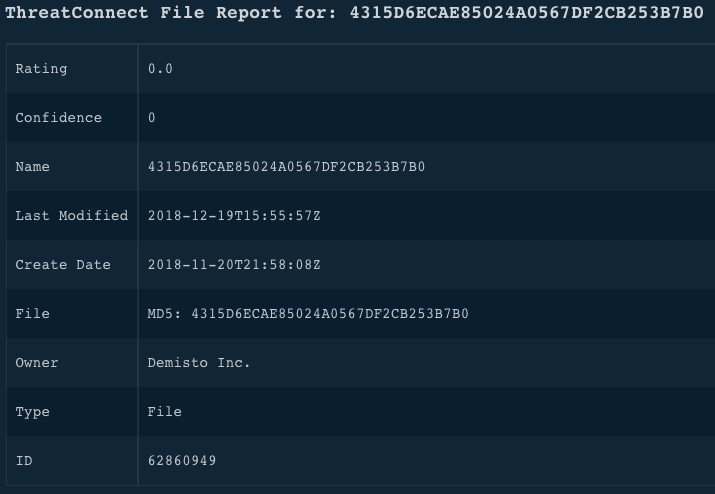 ThreatConnect File Report for: 4315D6ECAE85024A0567DF2CB253B7B0
Rating 0.0
Confidence 0
Name 4315D6ECAE85024A0567DF2CB253B7B0
Last Modified 2018-12-19T15:55:57Z
Create Date 2018-11-20T21:58:08Z
File MD5: 4315D6ECAE85024A0567DF2CB253B7B0
Owner Demisto Inc.
Type File
ID 62860949